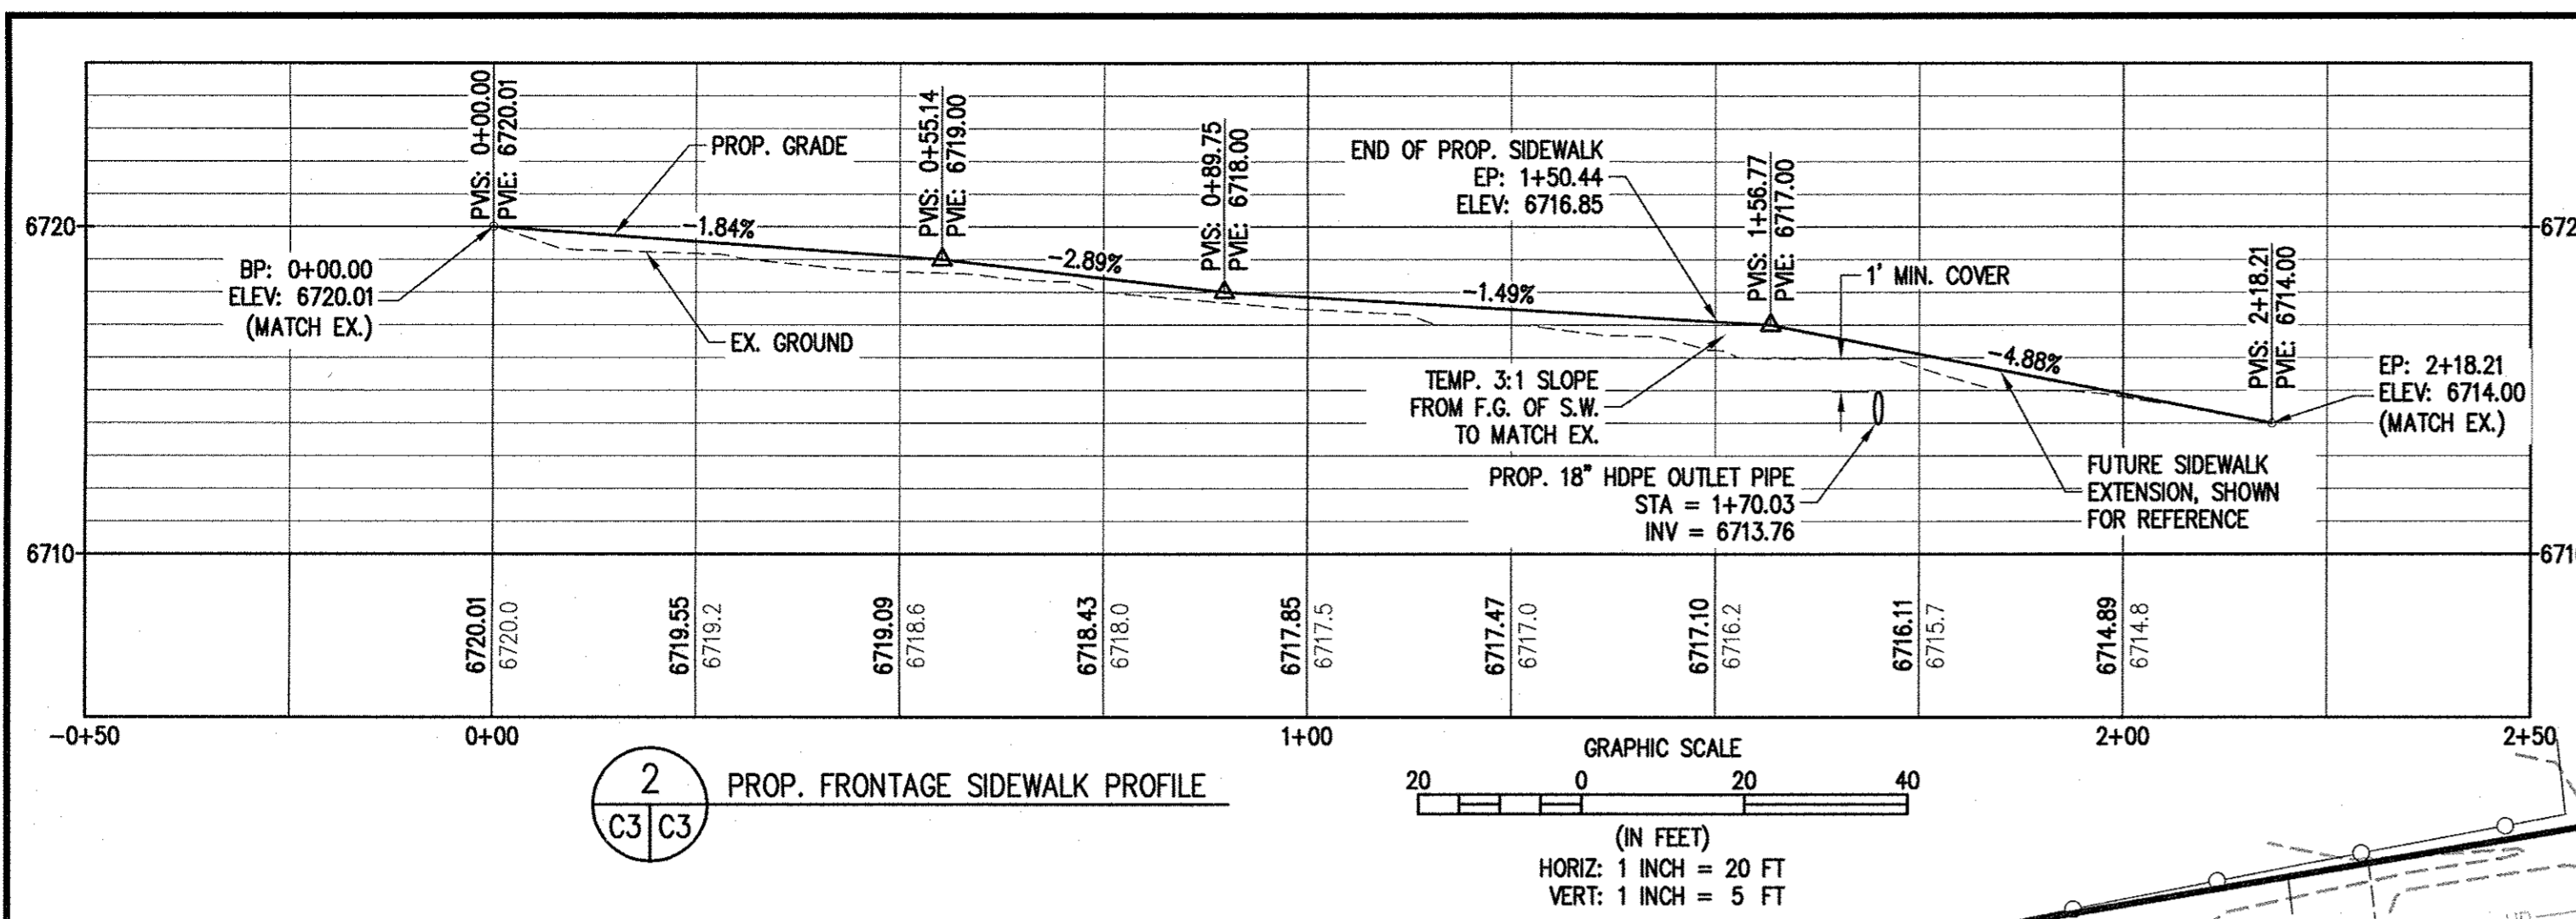 PVIS: 0+00.00
PVIE: 6720.01
PVIS: 0+55.14
PVIE: 6719.00
PVIS: 0+89.75
PVIE: 6718.00
PVIS: 1+56.77
PVIE: 6717.00
PVIS: 2+18.21
PVIE: 6714.00
PROP. GRADE
END OF PROP. SIDEWALK
EP: 1+50.44
ELEV: 6716.85
6720
-1.84%
-2.89%
-1.49%
-4.88%
BP: 0+00.00
ELEV: 6720.01
(MATCH EX.)
EX. GROUND
1' MIN. COVER
TEMP. 3:1 SLOPE
FROM F.G. OF S.W.
TO MATCH EX.
EP: 2+18.21
ELEV: 6714.00
(MATCH EX.)
PROP. 18" HDPE OUTLET PIPE
STA = 1+70.03
INV = 6713.76
FUTURE SIDEWALK
EXTENSION, SHOWN
FOR REFERENCE
6710
6720.01
6720.0
6719.55
6719.2
6719.09
6718.6
6718.43
6718.0
6717.85
6717.5
6717.47
6717.0
6717.10
6716.2
6716.11
6715.7
6714.89
6714.8
-0+50
0+00
1+00
2+00
2+50
2
C3 C3
PROP. FRONTAGE SIDEWALK PROFILE
GRAPHIC SCALE
20 0 20 40
(IN FEET)
HORIZ: 1 INCH = 20 FT
VERT: 1 INCH = 5 FT